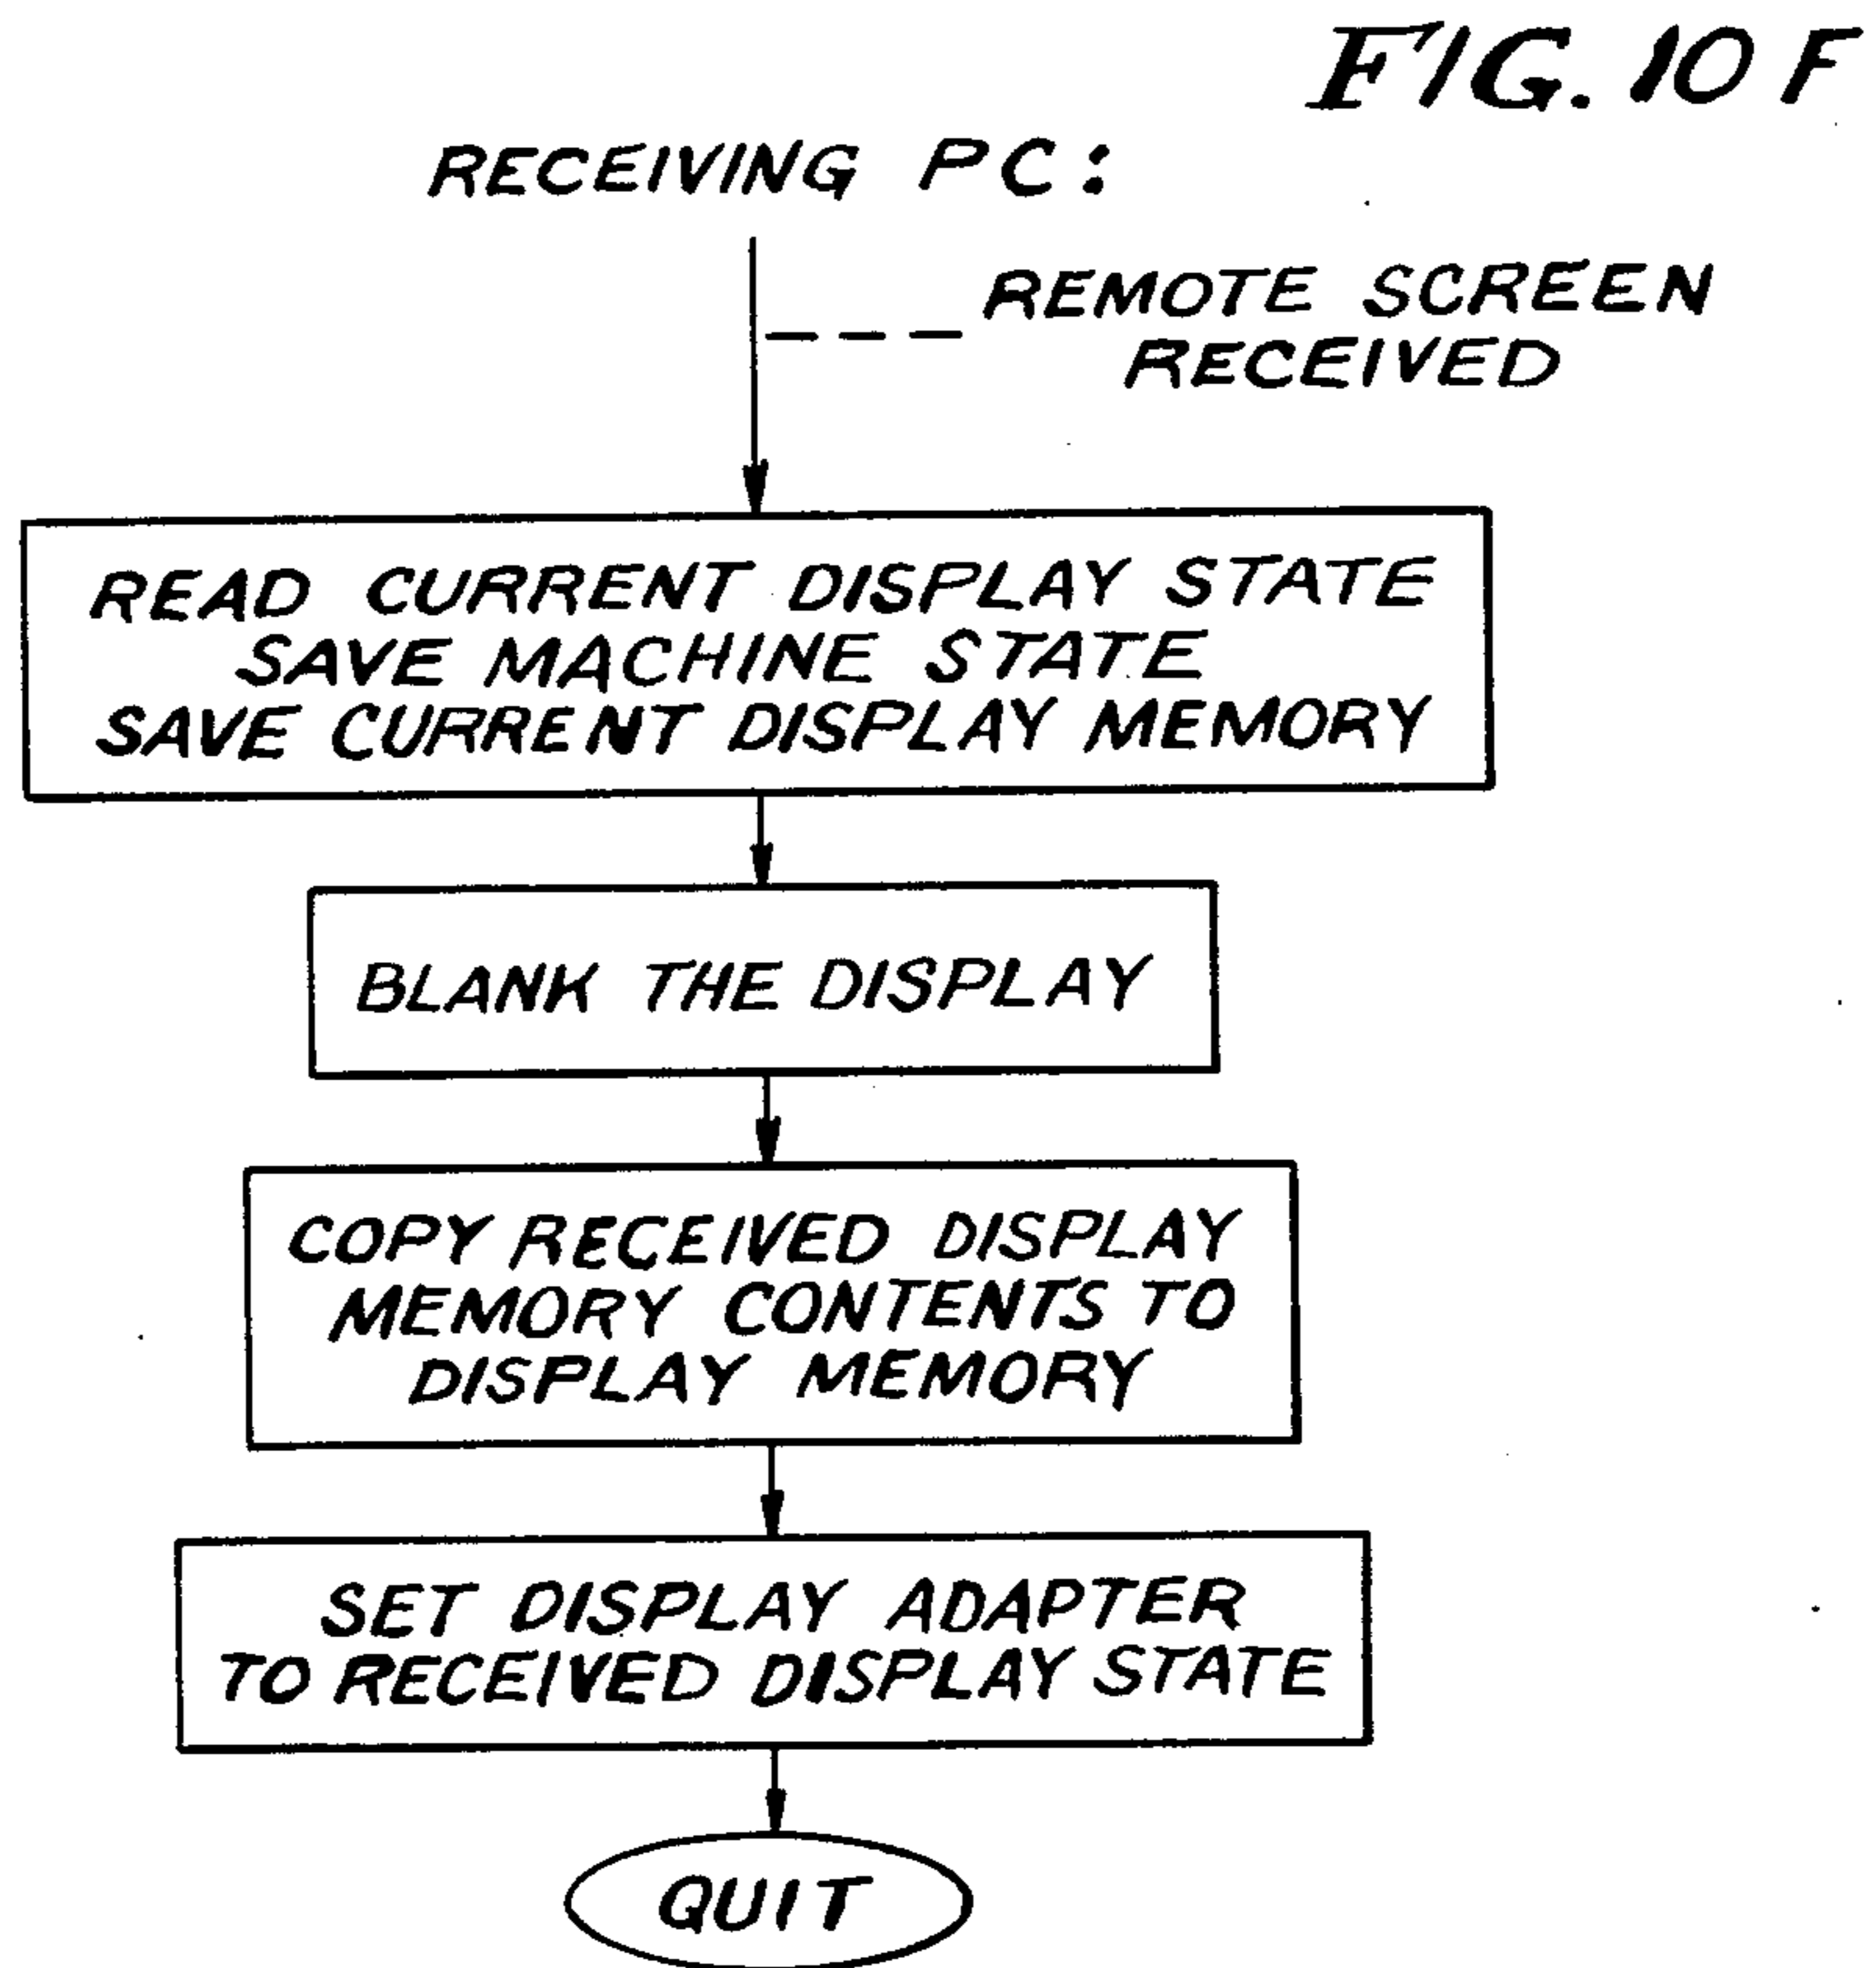 FIG. 10 F
RECEIVING PC:
REMOTE SCREEN
RECEIVED
READ CURRENT DISPLAY STATE
SAVE MACHINE STATE
SAVE CURRENT DISPLAY MEMORY
BLANK THE DISPLAY
COPY RECEIVED DISPLAY
MEMORY CONTENTS TO
DISPLAY MEMORY
SET DISPLAY ADAPTER
TO RECEIVED DISPLAY STATE
QUIT